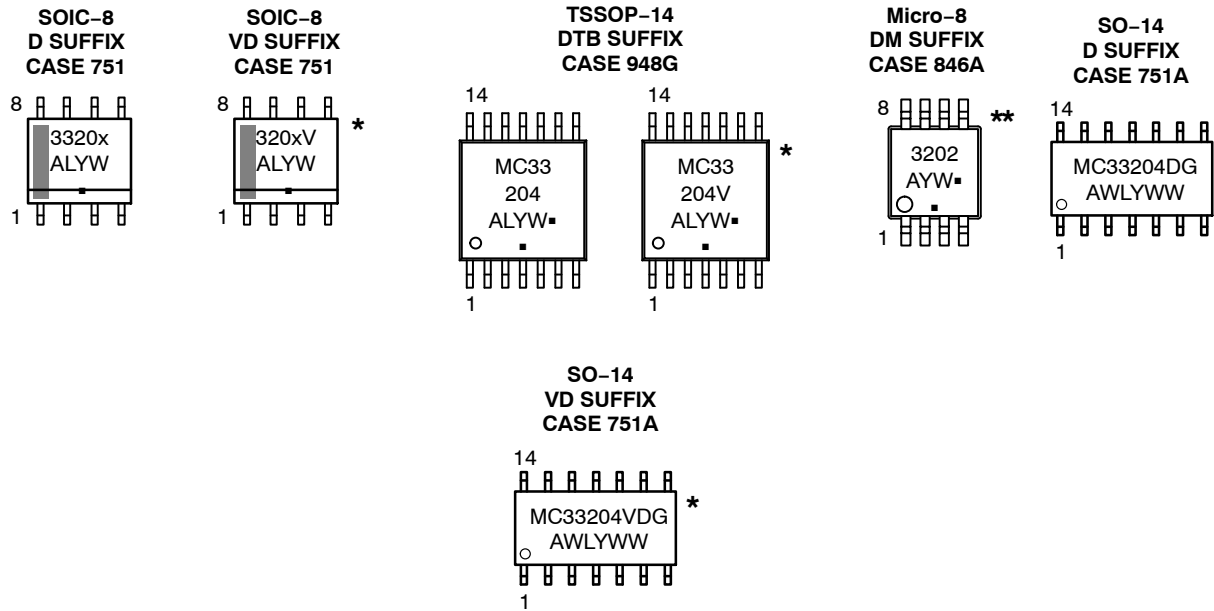 SOIC−8
D SUFFIX
CASE 751
8
3320x
ALYW
1
SOIC−8
VD SUFFIX
CASE 751
8
320xV
ALYW
*
1
TSSOP−14
DTB SUFFIX
CASE 948G
14
MC33
204
ALYW▪
▪
1
14
MC33
204V
ALYW▪
▪
*
1
Micro−8
DM SUFFIX
CASE 846A
8
3202
AYW▪
▪
**
1
SO−14
D SUFFIX
CASE 751A
14
MC33204DG
AWLYWW
1
SO−14
VD SUFFIX
CASE 751A
14
MC33204VDG
AWLYWW
*
1